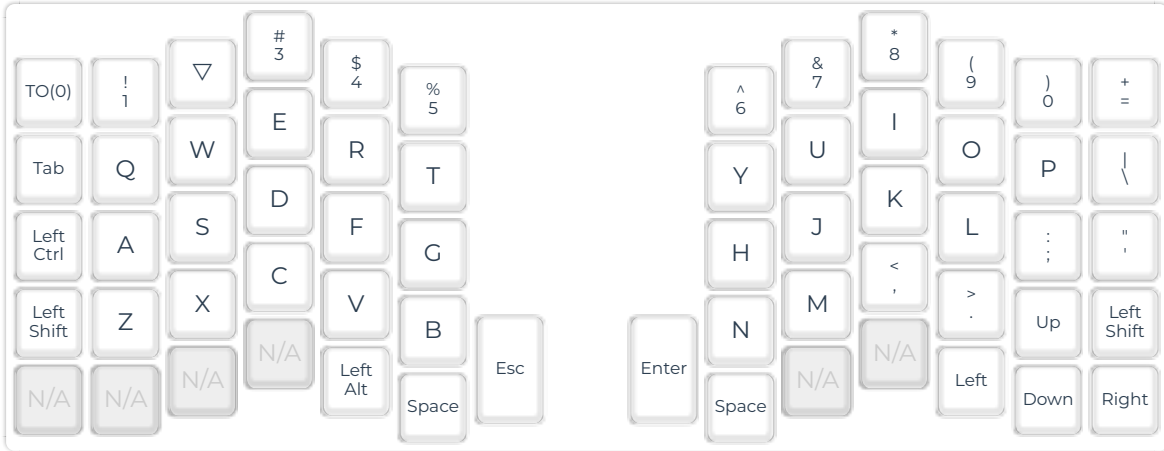 TO(0)
!
1
▽
#
3
$
4
%
5
^
6
&
7
*
8
(
9
)
0
+
=
Tab
Q
W
E
R
T
Y
U
I
O
P
|
\
Left
Ctrl
A
S
D
F
G
H
J
K
L
:
;
"
'
Left
Shift
Z
X
C
V
B
N
M
<
,
>
.
Up
Left
Shift
N/A
N/A
N/A
N/A
Left
Alt
Space
Esc
Enter
Space
N/A
N/A
Left
Down
Right